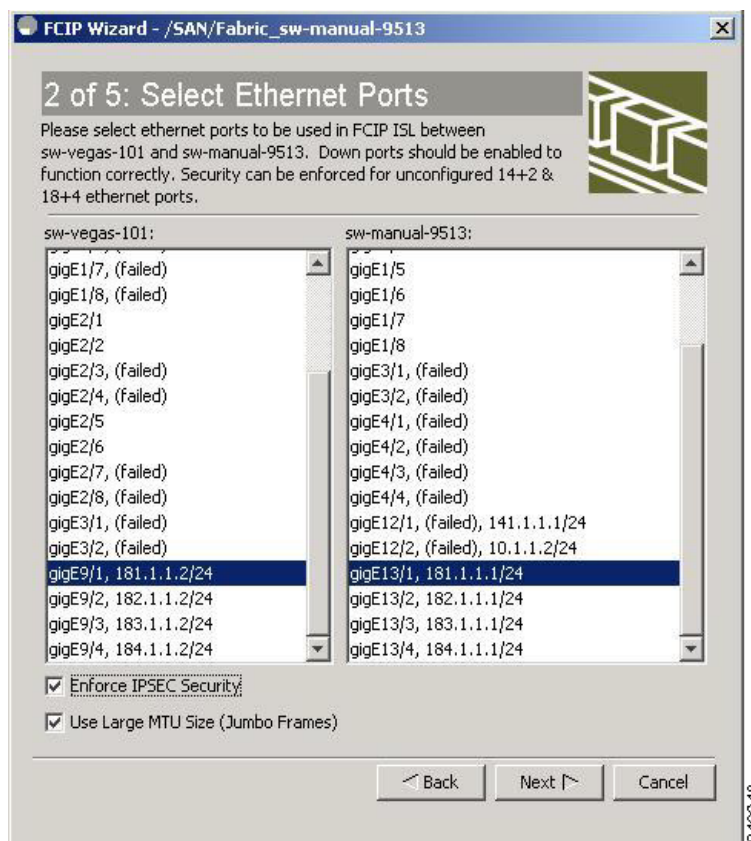 FCIP Wizard - /SAN/Fabric_sw-manual-9513
2 of 5: Select Ethernet Ports
Please select ethernet ports to be used in FCIP ISL between
sw-vegas-101 and sw-manual-9513. Down ports should be enabled to
function correctly. Security can be enforced for unconfigured 14+2 &
18+4 ethernet ports.
sw-vegas-101:
gigE1/7, (failed)
gigE1/8, (failed)
gigE2/1
gigE2/2
gigE2/3, (failed)
gigE2/4, (failed)
gigE2/5
gigE2/6
gigE2/7, (failed)
gigE2/8, (failed)
gigE3/1, (failed)
gigE3/2, (failed)
gigE9/1, 181.1.1.2/24
gigE9/2, 182.1.1.2/24
gigE9/3, 183.1.1.2/24
gigE9/4, 184.1.1.2/24
sw-manual-9513:
gigE1/5
gigE1/6
gigE1/7
gigE1/8
gigE3/1, (failed)
gigE3/2, (failed)
gigE4/1, (failed)
gigE4/2, (failed)
gigE4/3, (failed)
gigE4/4, (failed)
gigE12/1, (failed), 141.1.1.1/24
gigE12/2, (failed), 10.1.1.2/24
gigE13/1, 181.1.1.1/24
gigE13/2, 182.1.1.1/24
gigE13/3, 183.1.1.1/24
gigE13/4, 184.1.1.1/24
Enforce IPSEC Security
Use Large MTU Size (Jumbo Frames)
Back
Next
Cancel